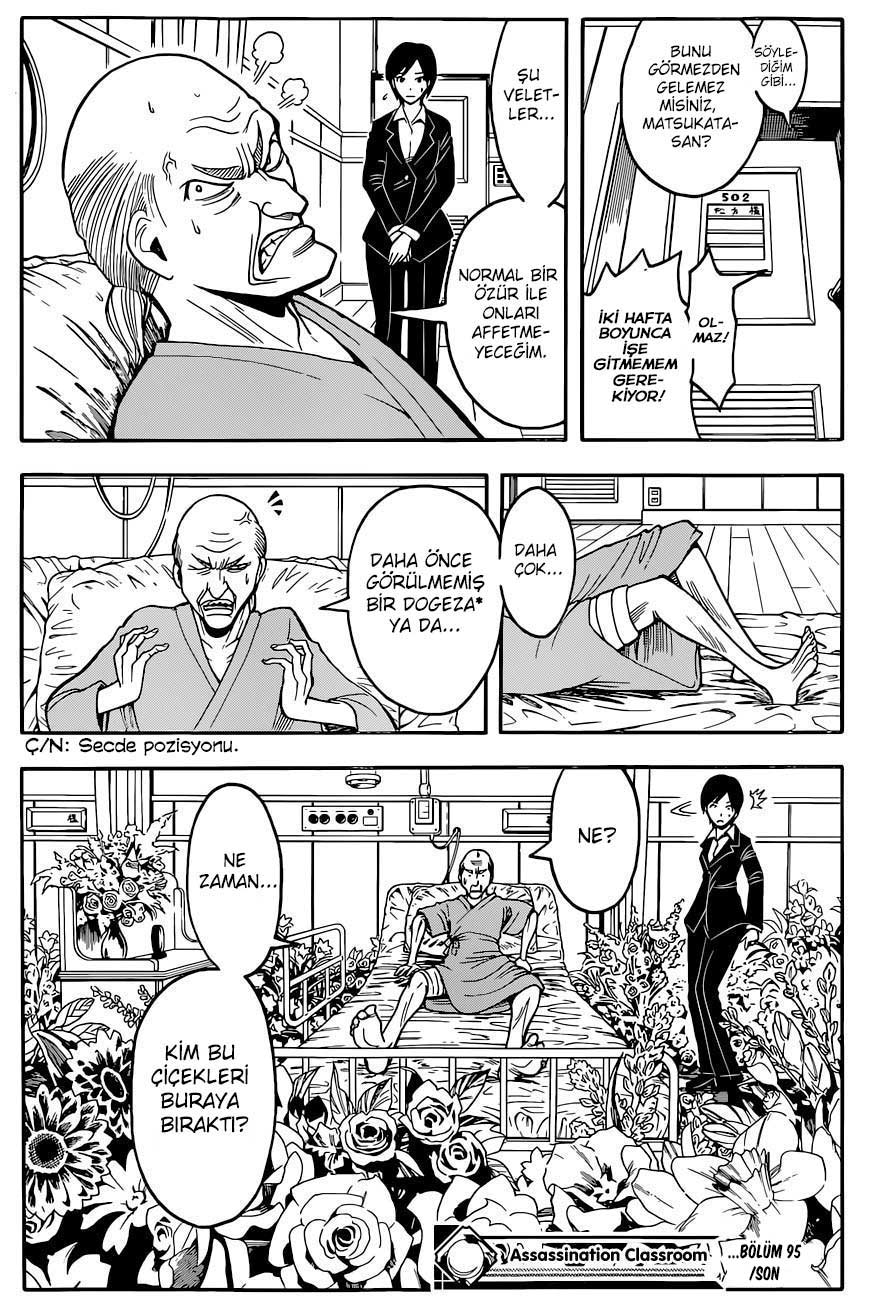 SÖYLE-
DİĞİM
GİBİ...
BUNU
GÖRMEZDEN
GELEMEZ
MİSİNİZ,
MATSUKATA-
SAN?
502
OL-
MAZ!
İKİ HAFTA
BOYUNCA
İŞE
GİTMEMEM
GERE-
KİYOR!
ŞU
VELET-
LER...
NORMAL BİR
ÖZÜR İLE
ONLARI
AFFETME-
YECEĞİM.
DAHA
ÇOK...
DAHA ÖNCE
GÖRÜLMEMİŞ
BİR DOGEZA*
YA DA...
Ç/N: Secde pozisyonu.
NE?
NE
ZAMAN...
KİM BU
ÇİÇEKLERİ
BURAYA
BIRAKTI?
Assassination Classroom
...BÖLÜM 95
/SON